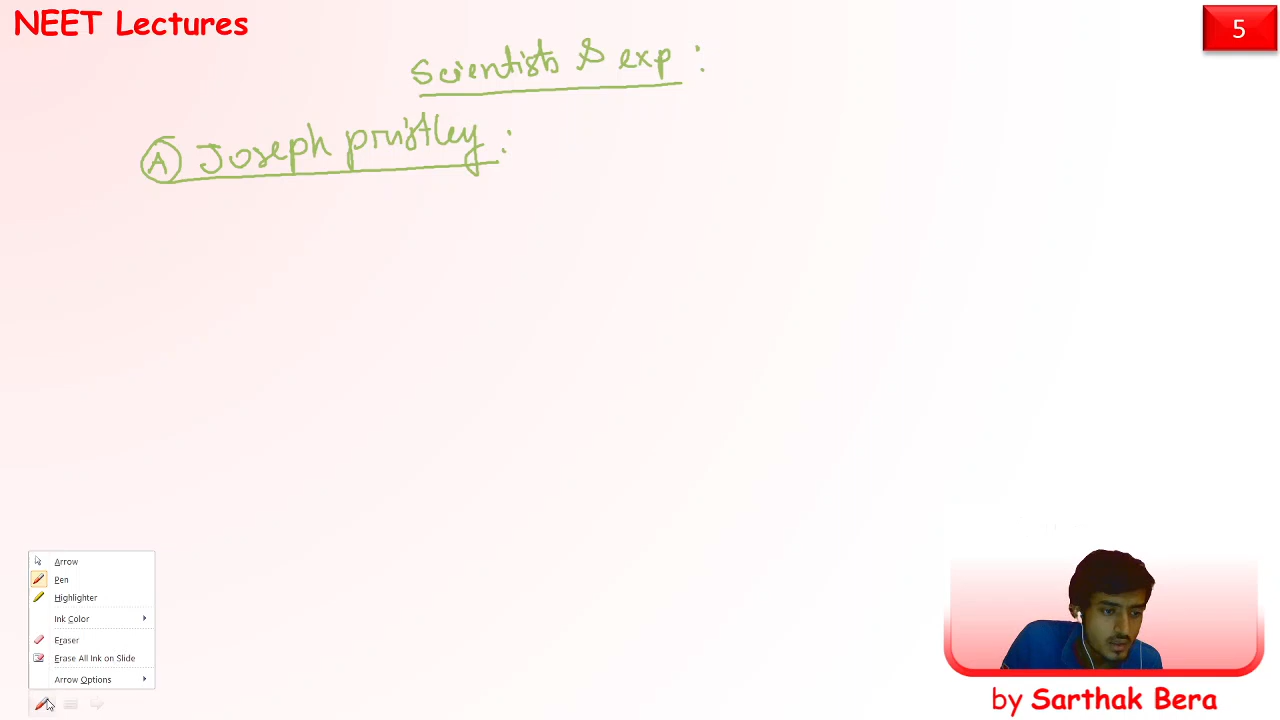 NEET Lectures
5
Scientists & exp :
A Joseph pristley :
Arrow
Pen
Highlighter
Ink Color
Eraser
Erase All Ink on Slide
Arrow Options
by Sarthak Bera